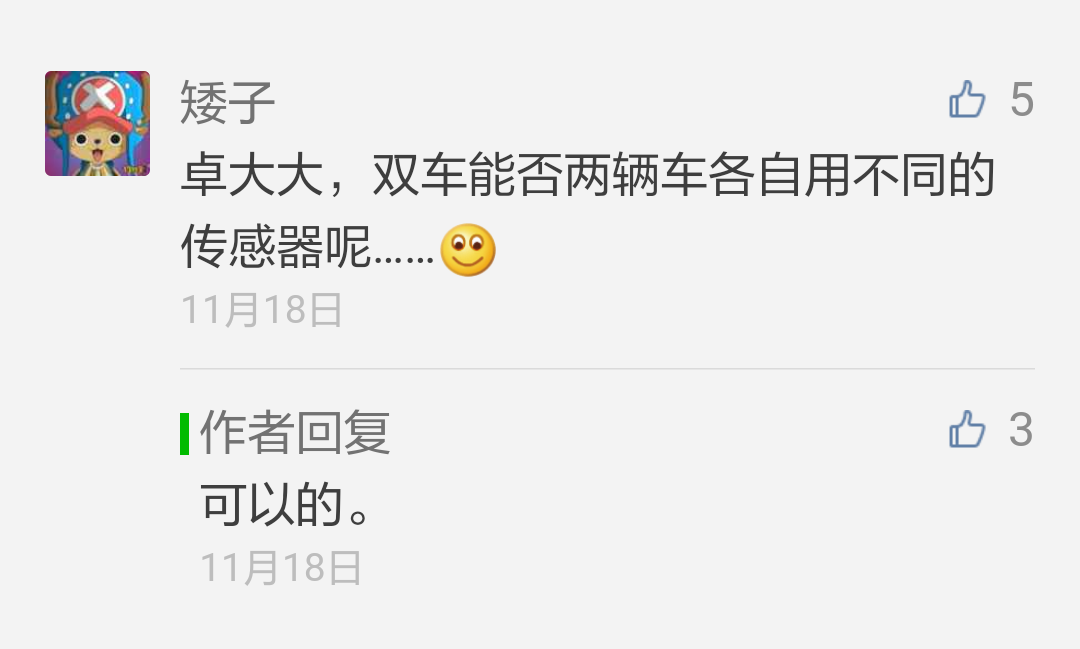 矮子
5
卓大大，双车能否两辆车各自用不同的
传感器呢……
11月18日
作者回复
3
可以的。
11月18日